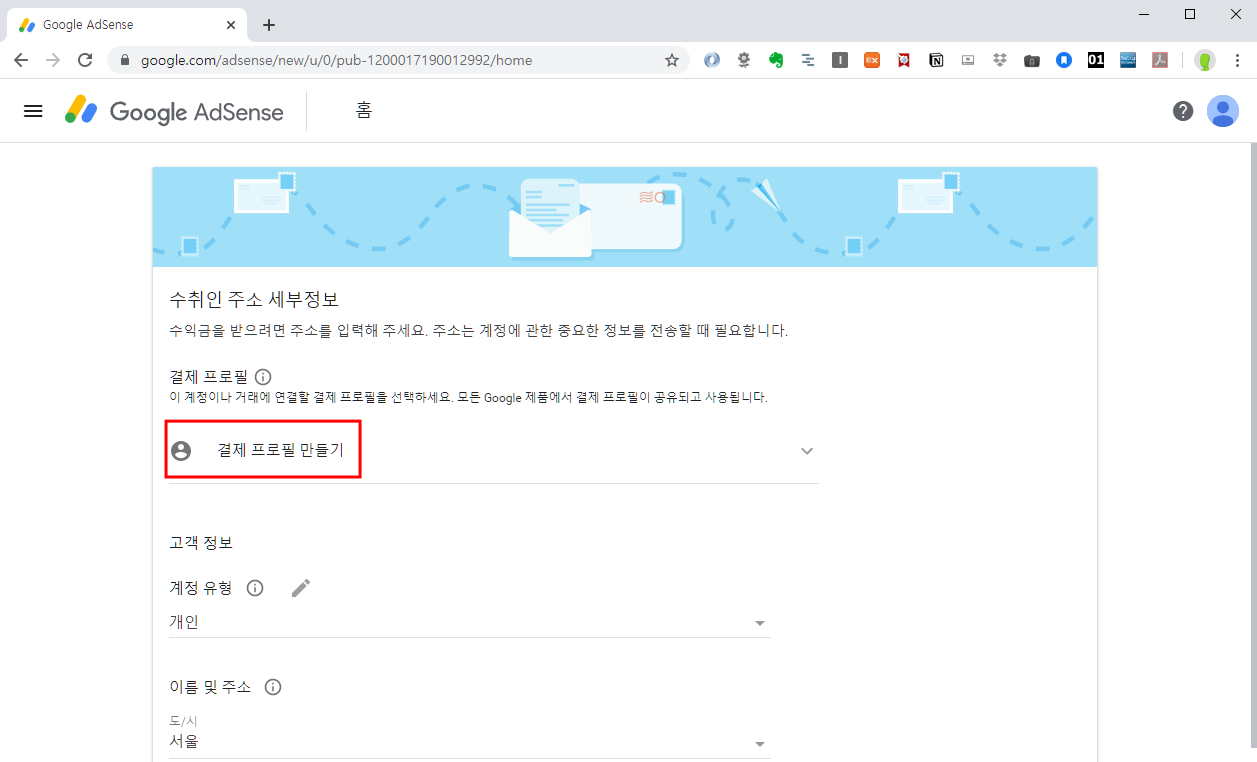 Google AdSense
google.com/adsense/new/u/0/pub-1200017190012992/home
01
Google AdSense
홈
수취인 주소 세부정보
수익금을 받으려면 주소를 입력해 주세요. 주소는 계정에 관한 중요한 정보를 전송할 때 필요합니다.
결제 프로필
이 계정이나 거래에 연결할 결제 프로필을 선택하세요. 모든 Google 제품에서 결제 프로필이 공유되고 사용됩니다.
결제 프로필 만들기
고객 정보
계정 유형
개인
이름 및 주소
도/시
서울